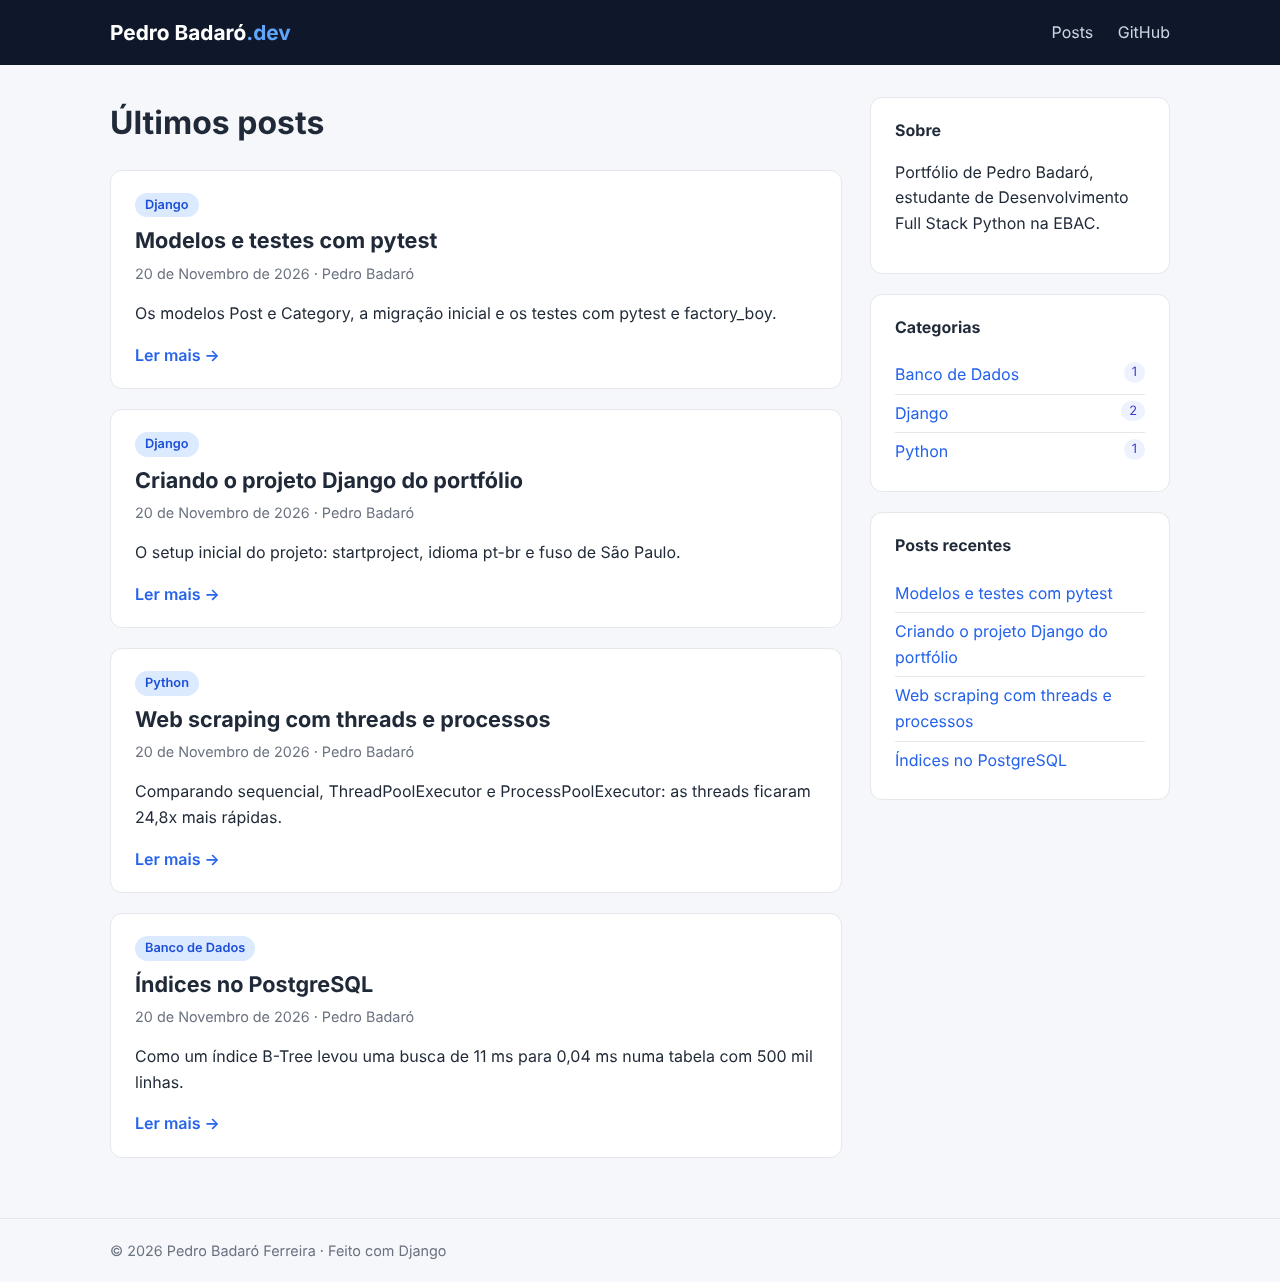 Pedro Badaró.dev
Posts
GitHub
Últimos posts
Django
Modelos e testes com pytest
20 de Novembro de 2026 · Pedro Badaró
Os modelos Post e Category, a migração inicial e os testes com pytest e factory_boy.
Ler mais →
Django
Criando o projeto Django do portfólio
20 de Novembro de 2026 · Pedro Badaró
O setup inicial do projeto: startproject, idioma pt-br e fuso de São Paulo.
Ler mais →
Python
Web scraping com threads e processos
20 de Novembro de 2026 · Pedro Badaró
Comparando sequencial, ThreadPoolExecutor e ProcessPoolExecutor: as threads ficaram
24,8x mais rápidas.
Ler mais →
Banco de Dados
Índices no PostgreSQL
20 de Novembro de 2026 · Pedro Badaró
Como um índice B-Tree levou uma busca de 11 ms para 0,04 ms numa tabela com 500 mil
linhas.
Ler mais →
Sobre
Portfólio de Pedro Badaró,
estudante de Desenvolvimento
Full Stack Python na EBAC.
Categorias
Banco de Dados 1
Django 2
Python 1
Posts recentes
Modelos e testes com pytest
Criando o projeto Django do
portfólio
Web scraping com threads e
processos
Índices no PostgreSQL
© 2026 Pedro Badaró Ferreira · Feito com Django